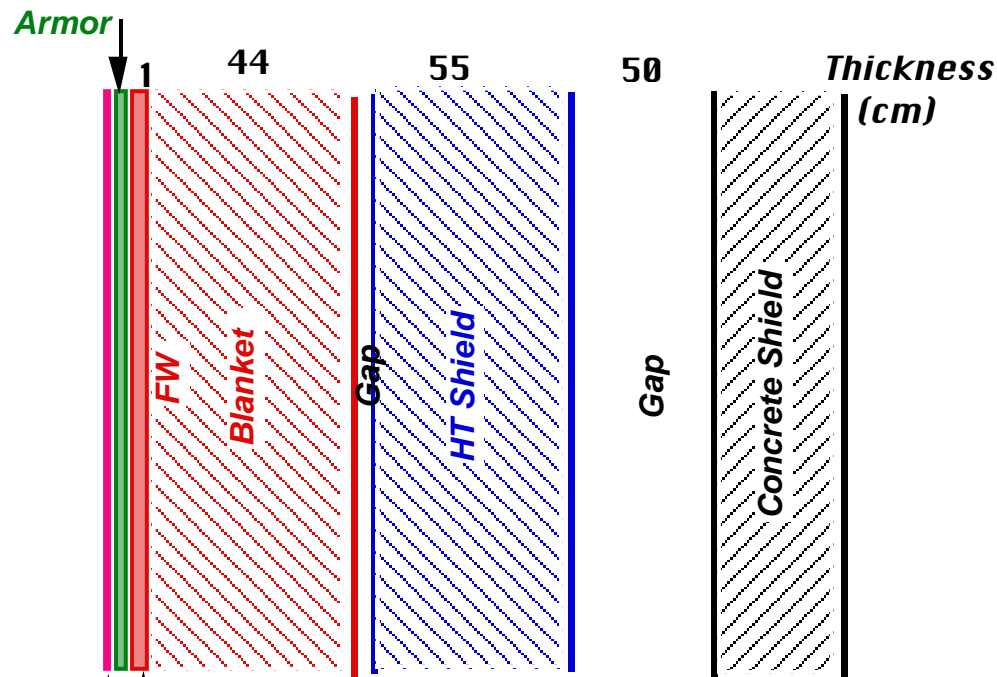 Armor
1
44
55
50
Thickness
(cm)
FW
Blanket
Gap
HT Shield
Gap
Concrete Shield